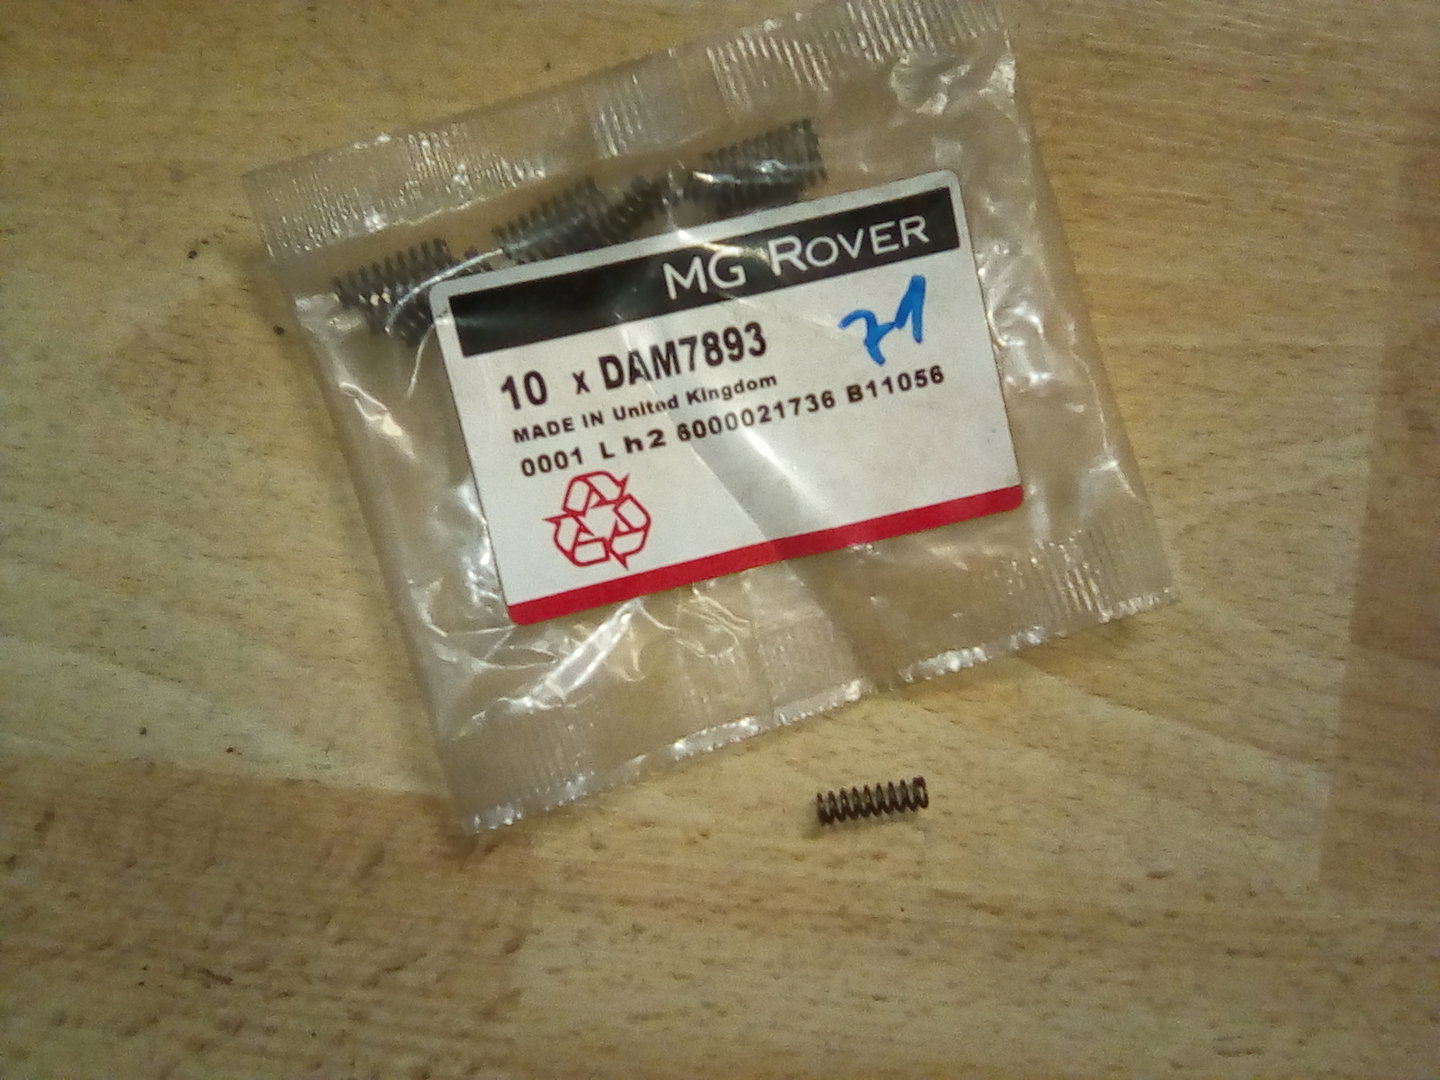 MG ROVER
10 x DAM7893
71
MADE IN United Kingdom
0001 L h2 6000021736 B11056